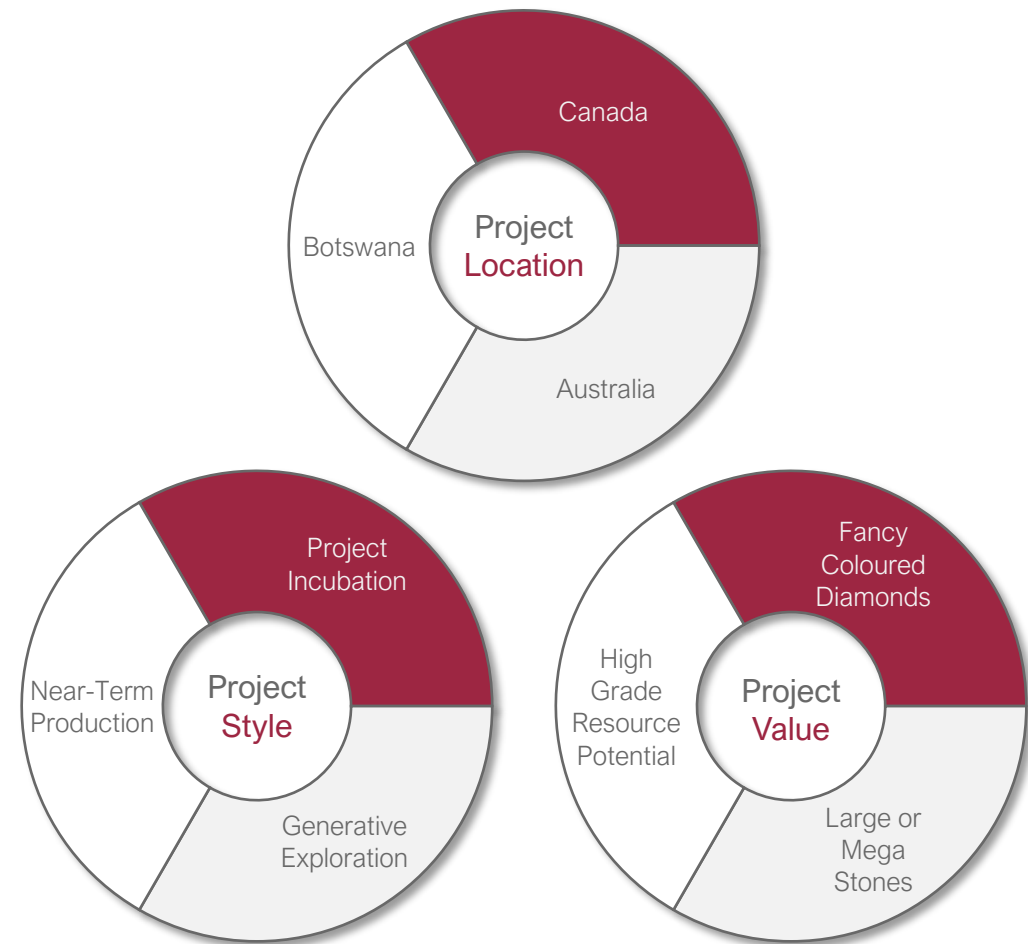 Canada
Project
Location
Botswana
Australia
Project
Incubation
Near-Term
Production
Project
Style
Generative
Exploration
Fancy
Coloured
Diamonds
High
Grade
Resource
Potential
Project
Value
Large or
Mega
Stones